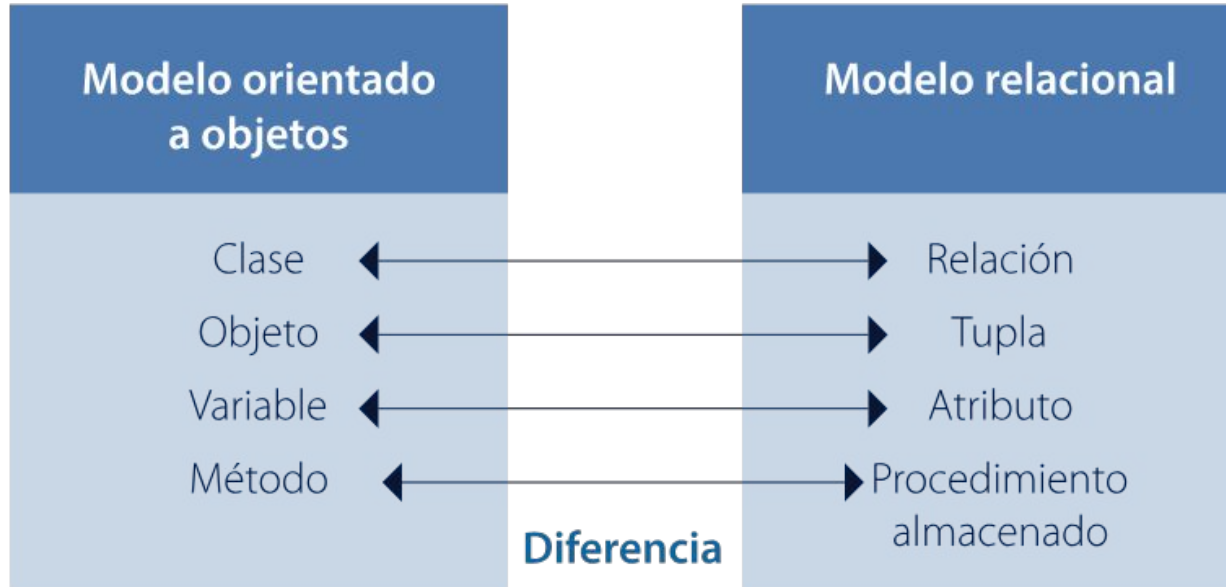 Modelo orientado
a objetos
Modelo relacional
Clase
Relación
Objeto
Tupla
Variable
Atributo
Método
Procedimiento
almacenado
Diferencia